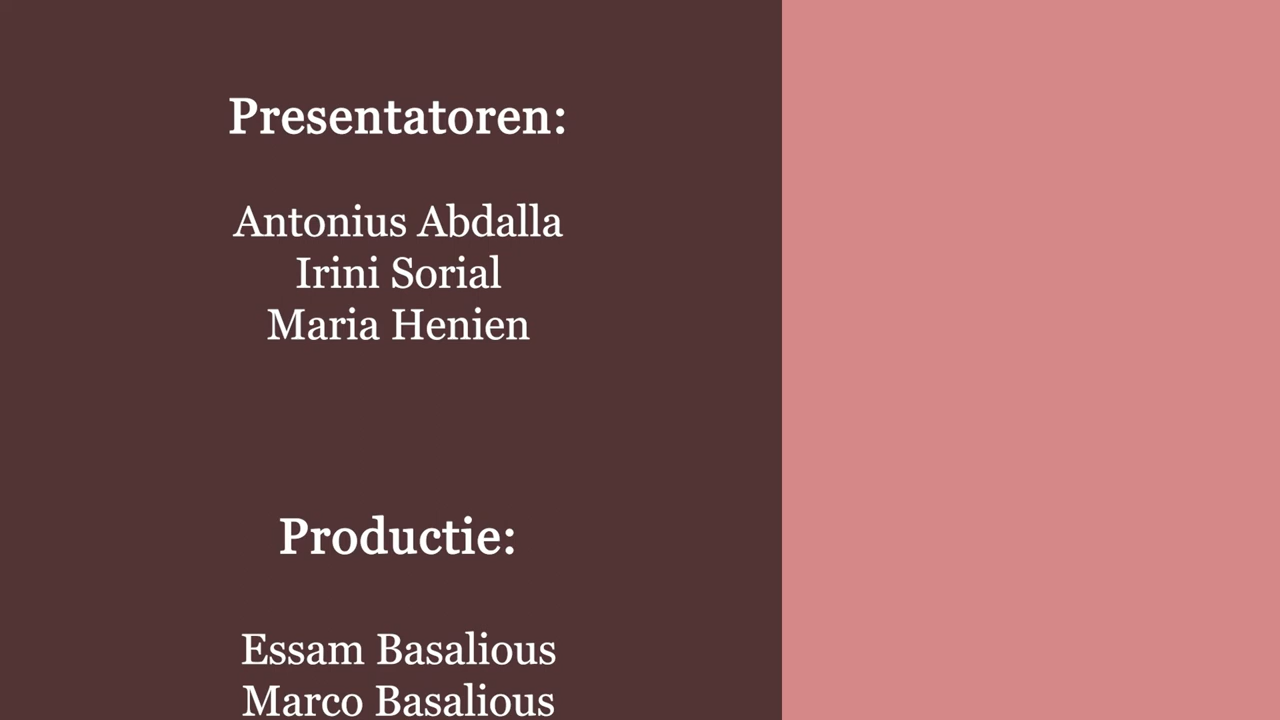 Presentatoren:
Antonius Abdalla
Irini Sorial
Maria Henien
Productie:
Essam Basalious
Marco Basalious